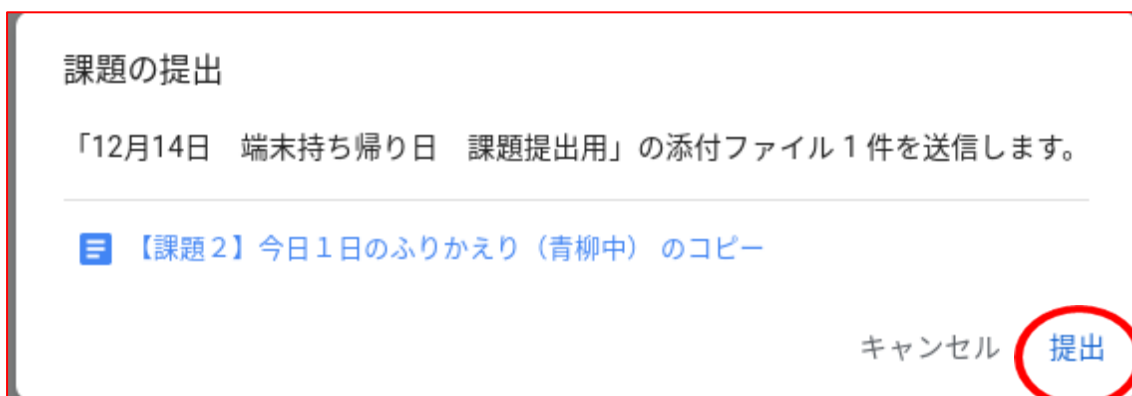 課題の提出
「12月14日　端末持ち帰り日　課題提出用」の添付ファイル 1 件を送信します。
【課題２】今日１日のふりかえり（青柳中） のコピー
キャンセル 提出